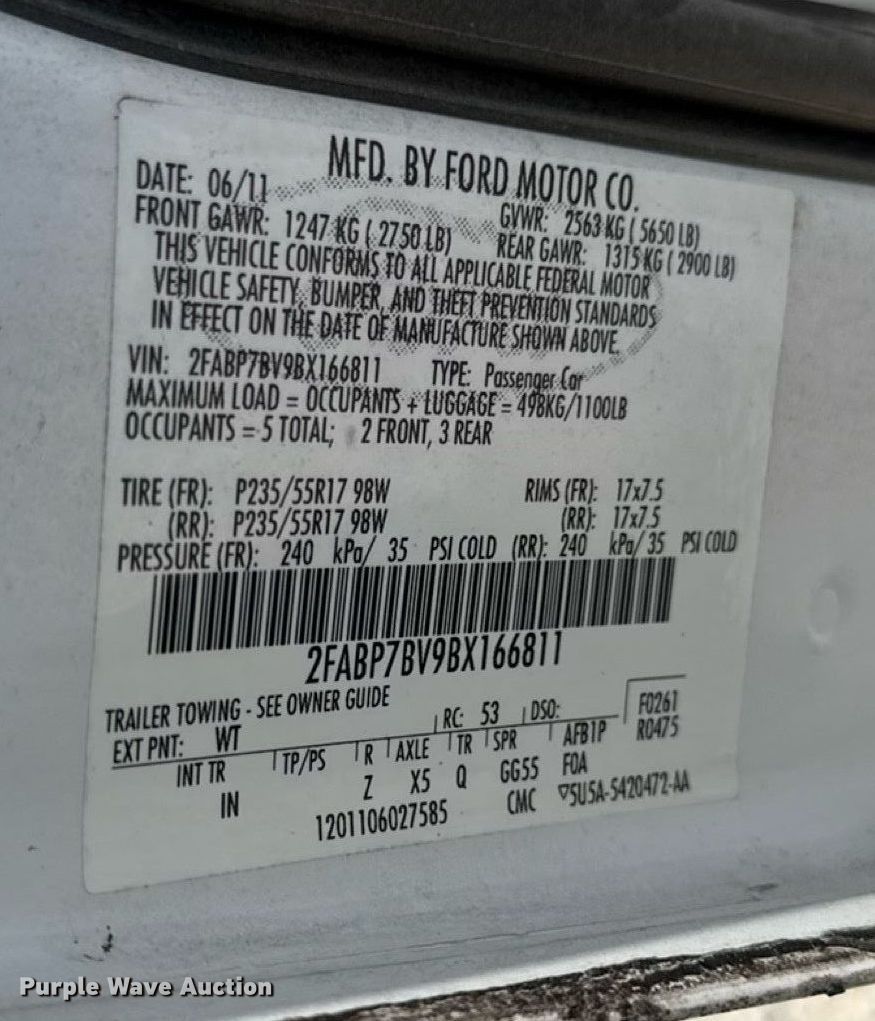 MFD. BY FORD MOTOR CO.
DATE: 06/11 GVWR: 2563 KG ( 5650 LB)
FRONT GAWR: 1247 KG ( 2750 LB) REAR GAWR: 1315 KG ( 2900 LB)
THIS VEHICLE CONFORMS TO ALL APPLICABLE FEDERAL MOTOR
VEHICLE SAFETY, BUMPER, AND THEFT PREVENTION STANDARDS
IN EFFECT ON THE DATE OF MANUFACTURE SHOWN ABOVE.
VIN: 2FABP7BV9BX166811 TYPE: Passenger Car
MAXIMUM LOAD = OCCUPANTS + LUGGAGE = 498KG/1100LB
OCCUPANTS = 5 TOTAL; 2 FRONT, 3 REAR
TIRE (FR): P235/55R17 98W RIMS (FR): 17x7.5
(RR): P235/55R17 98W (RR): 17x7.5
PRESSURE (FR): 240 kPa/ 35 PSI COLD (RR): 240 kPa/ 35 PSI COLD
2FABP7BV9BX166811
TRAILER TOWING - SEE OWNER GUIDE
EXT PNT: WT RC: 53 DSO: F0261
R0475
INT TR TP/PS R AXLE TR SPR AFB1P
IN Z X5 Q GG55 FOA
1201106027585 CMC ▽5U5A-5420472-AA
Purple Wave Auction